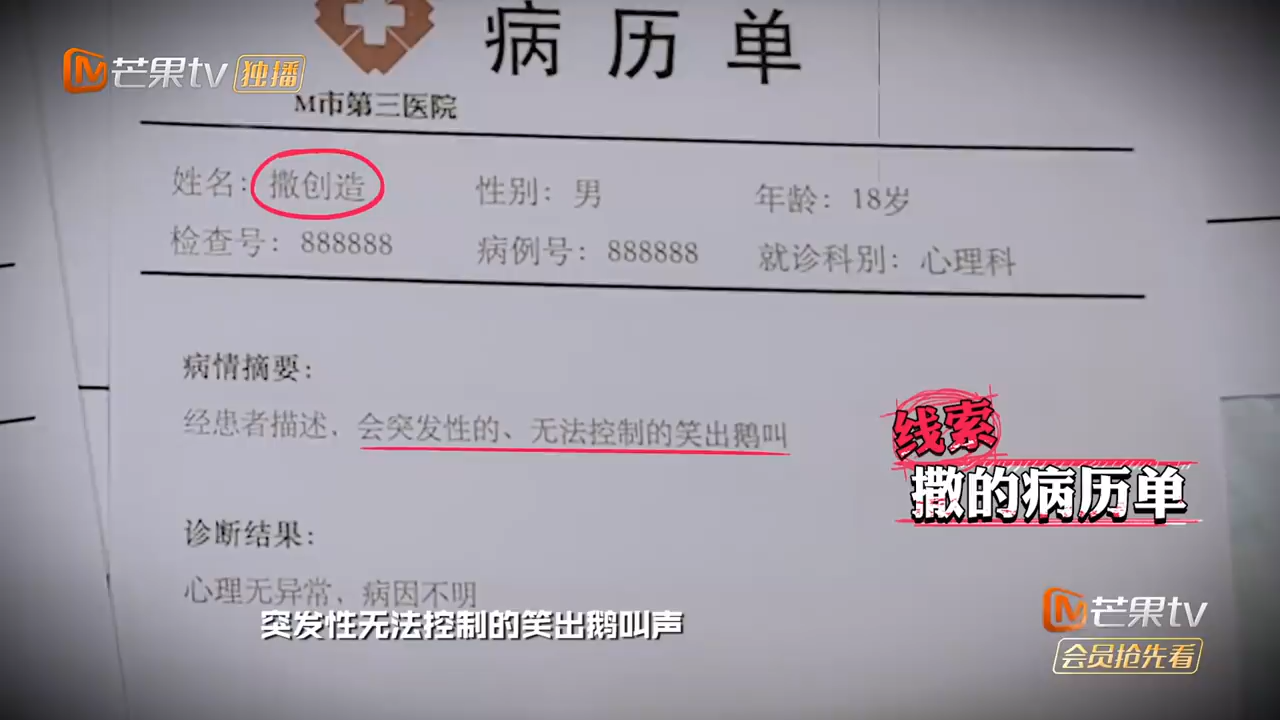 病历单
芒果tv 独播
M市第三医院
姓名：撒创造 性别：男 年龄：18岁
检查号：888888 病例号：888888 就诊科别：心理科
病情摘要：
经患者描述，会突发性的、无法控制的笑出鹅叫
线索
撒的病历单
诊断结果：
心理无异常，病因不明
突发性无法控制的笑出鹅叫声
芒果tv
会员抢先看